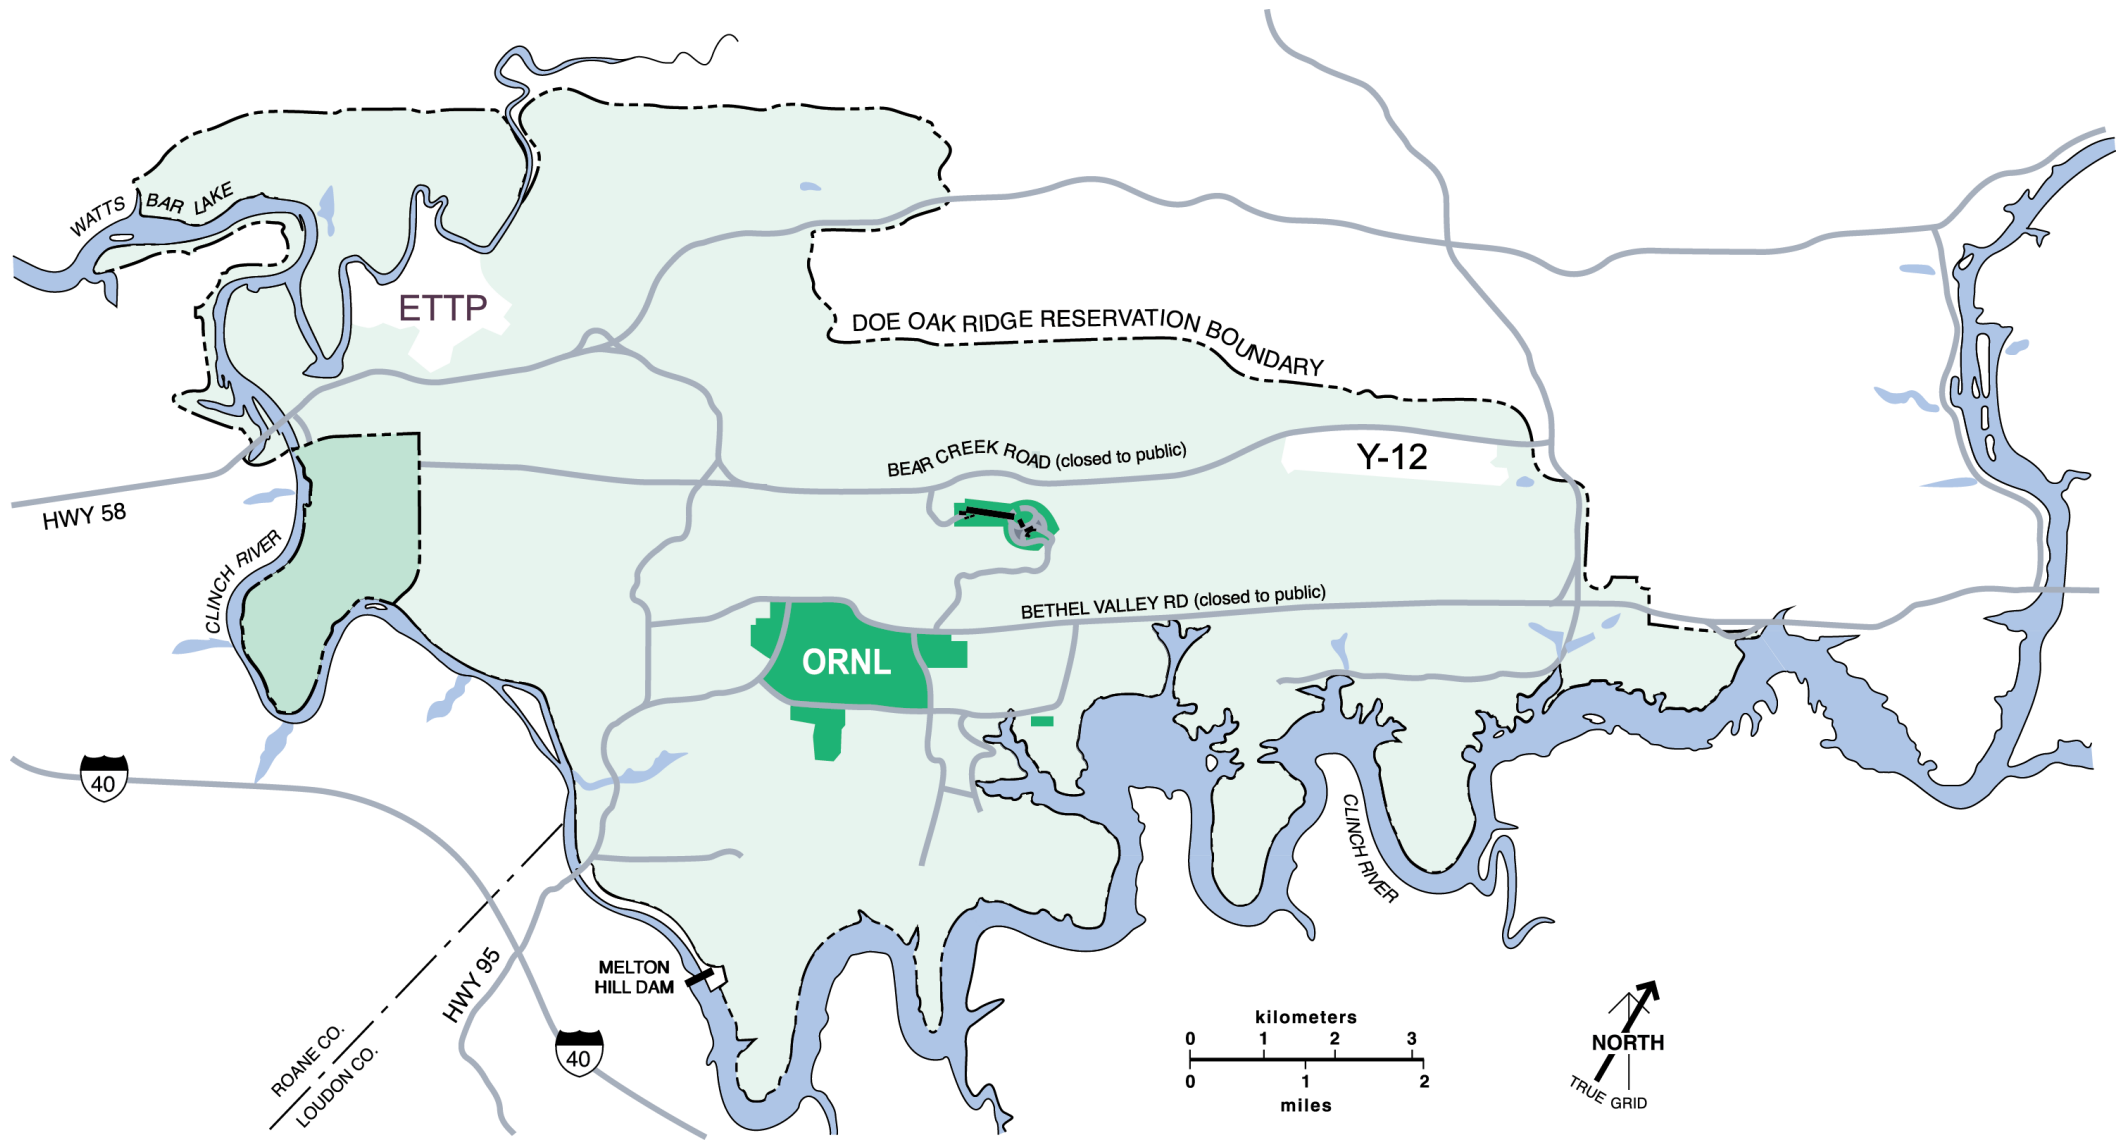 WATTS BAR LAKE
ETTP
DOE OAK RIDGE RESERVATION BOUNDARY
BEAR CREEK ROAD (closed to public)
Y-12
HWY 58
CLINCH RIVER
BETHEL VALLEY RD (closed to public)
ORNL
40
CLINCH RIVER
HWY 95
MELTON
HILL DAM
ROANE CO.
LOUDON CO.
40
kilometers
0 1 2 3
0 1 2
miles
NORTH
TRUE GRID